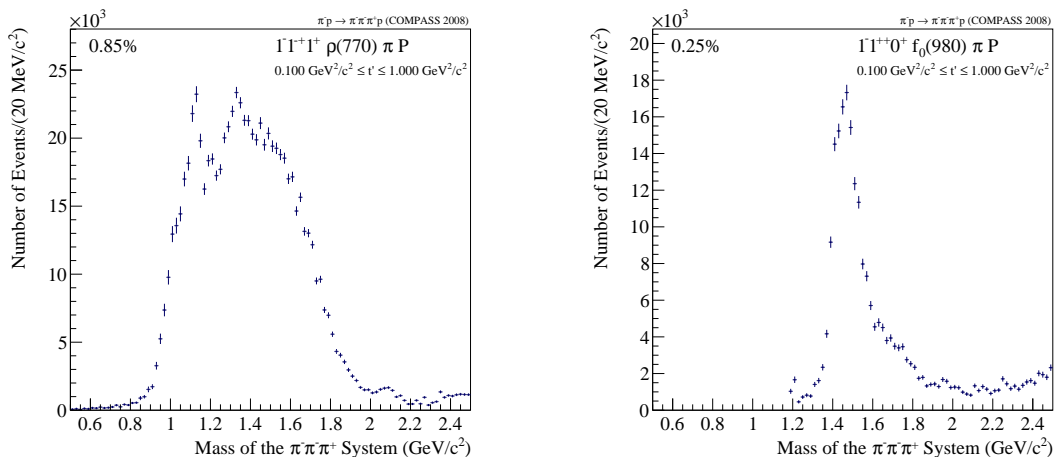 ×10³
π⁻p → π⁻π⁻π⁺p (COMPASS 2008)
0.85%
1⁻1⁻⁺1⁺ ρ(770) π P
0.100 GeV²/c² ≤ t' ≤ 1.000 GeV²/c²
Number of Events/(20 MeV/c²)
25
20
15
10
5
0
0.6 0.8 1 1.2 1.4 1.6 1.8 2 2.2 2.4
Mass of the π⁻π⁻π⁺ System (GeV/c²)
×10³
π⁻p → π⁻π⁻π⁺p (COMPASS 2008)
0.25%
1⁻1⁺⁺0⁺ f₀(980) π P
0.100 GeV²/c² ≤ t' ≤ 1.000 GeV²/c²
Number of Events/(20 MeV/c²)
20
18
16
14
12
10
8
6
4
2
0
0.6 0.8 1 1.2 1.4 1.6 1.8 2 2.2 2.4
Mass of the π⁻π⁻π⁺ System (GeV/c²)